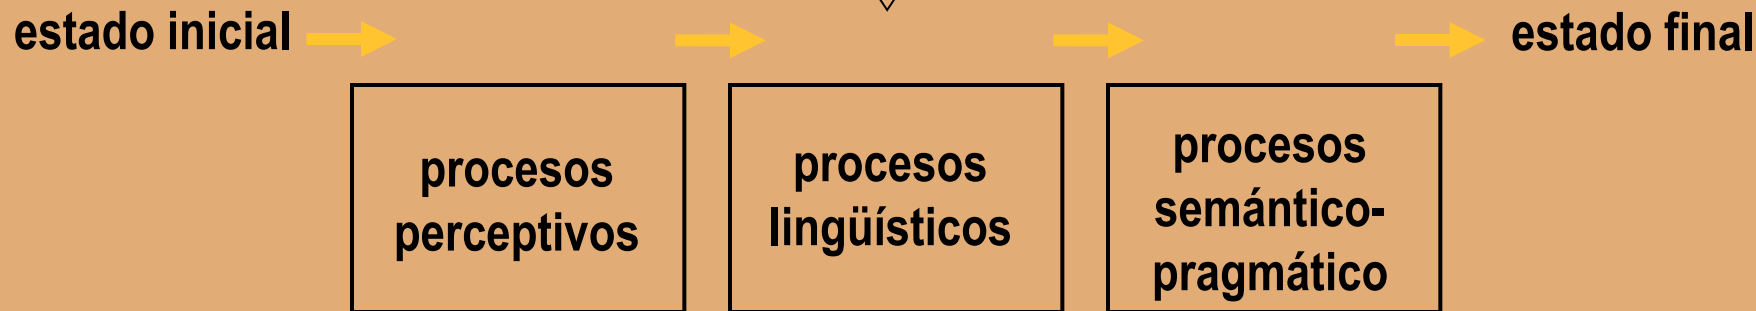 estado inicial
estado final
procesos
perceptivos
procesos
lingüísticos
procesos
semántico-
pragmático